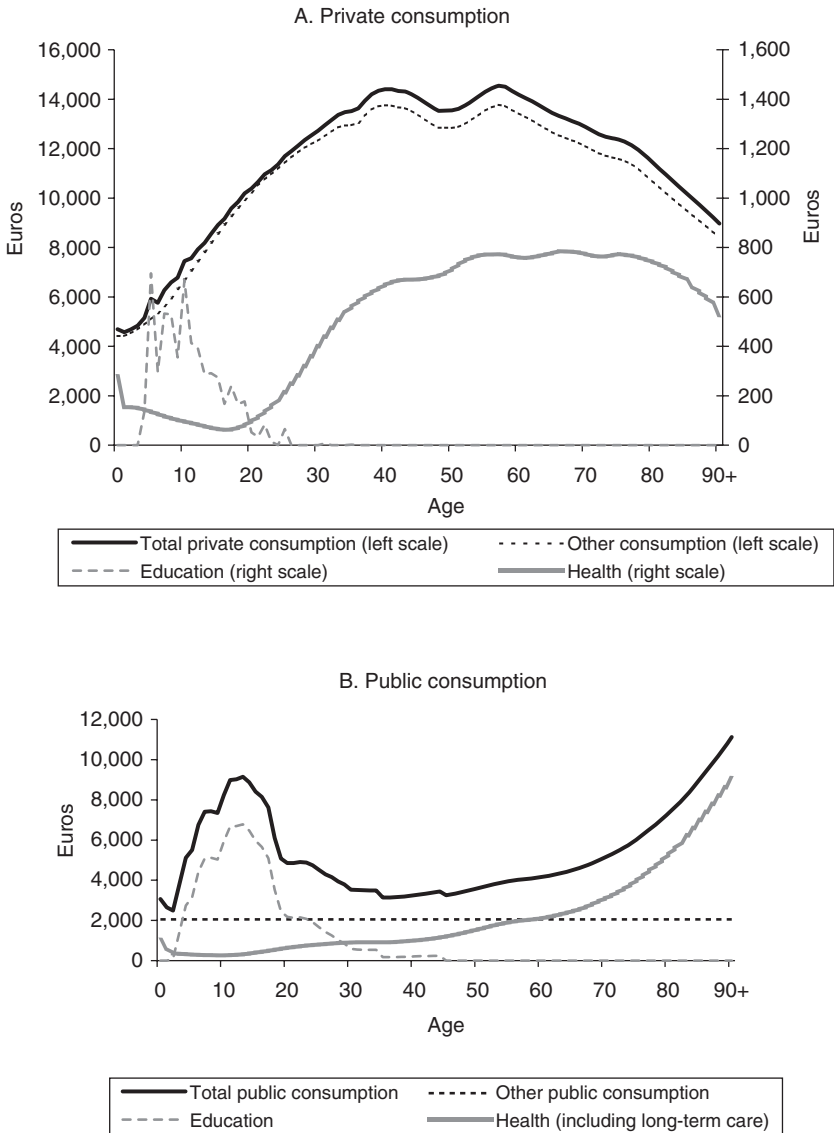 A. Private consumption
16,000 1,600
14,000 1,400
12,000 1,200
10,000 1,000
8,000 800
6,000 600
4,000 400
2,000 200
0 0
Euros
Euros
0 10 20 30 40 50 60 70 80 90+
Age
Total private consumption (left scale) Other consumption (left scale)
Education (right scale) Health (right scale)
B. Public consumption
12,000
10,000
8,000
6,000
4,000
2,000
0
Euros
0 10 20 30 40 50 60 70 80 90+
Age
Total public consumption Other public consumption
Education Health (including long-term care)